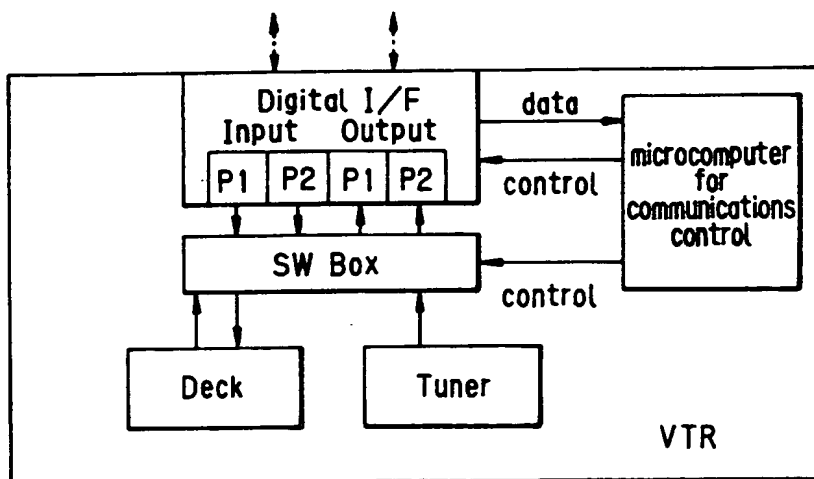 Digital I/F
Input Output
P1 P2 P1 P2
data
control
microcomputer
for
communications
control
SW Box
control
Deck
Tuner
VTR